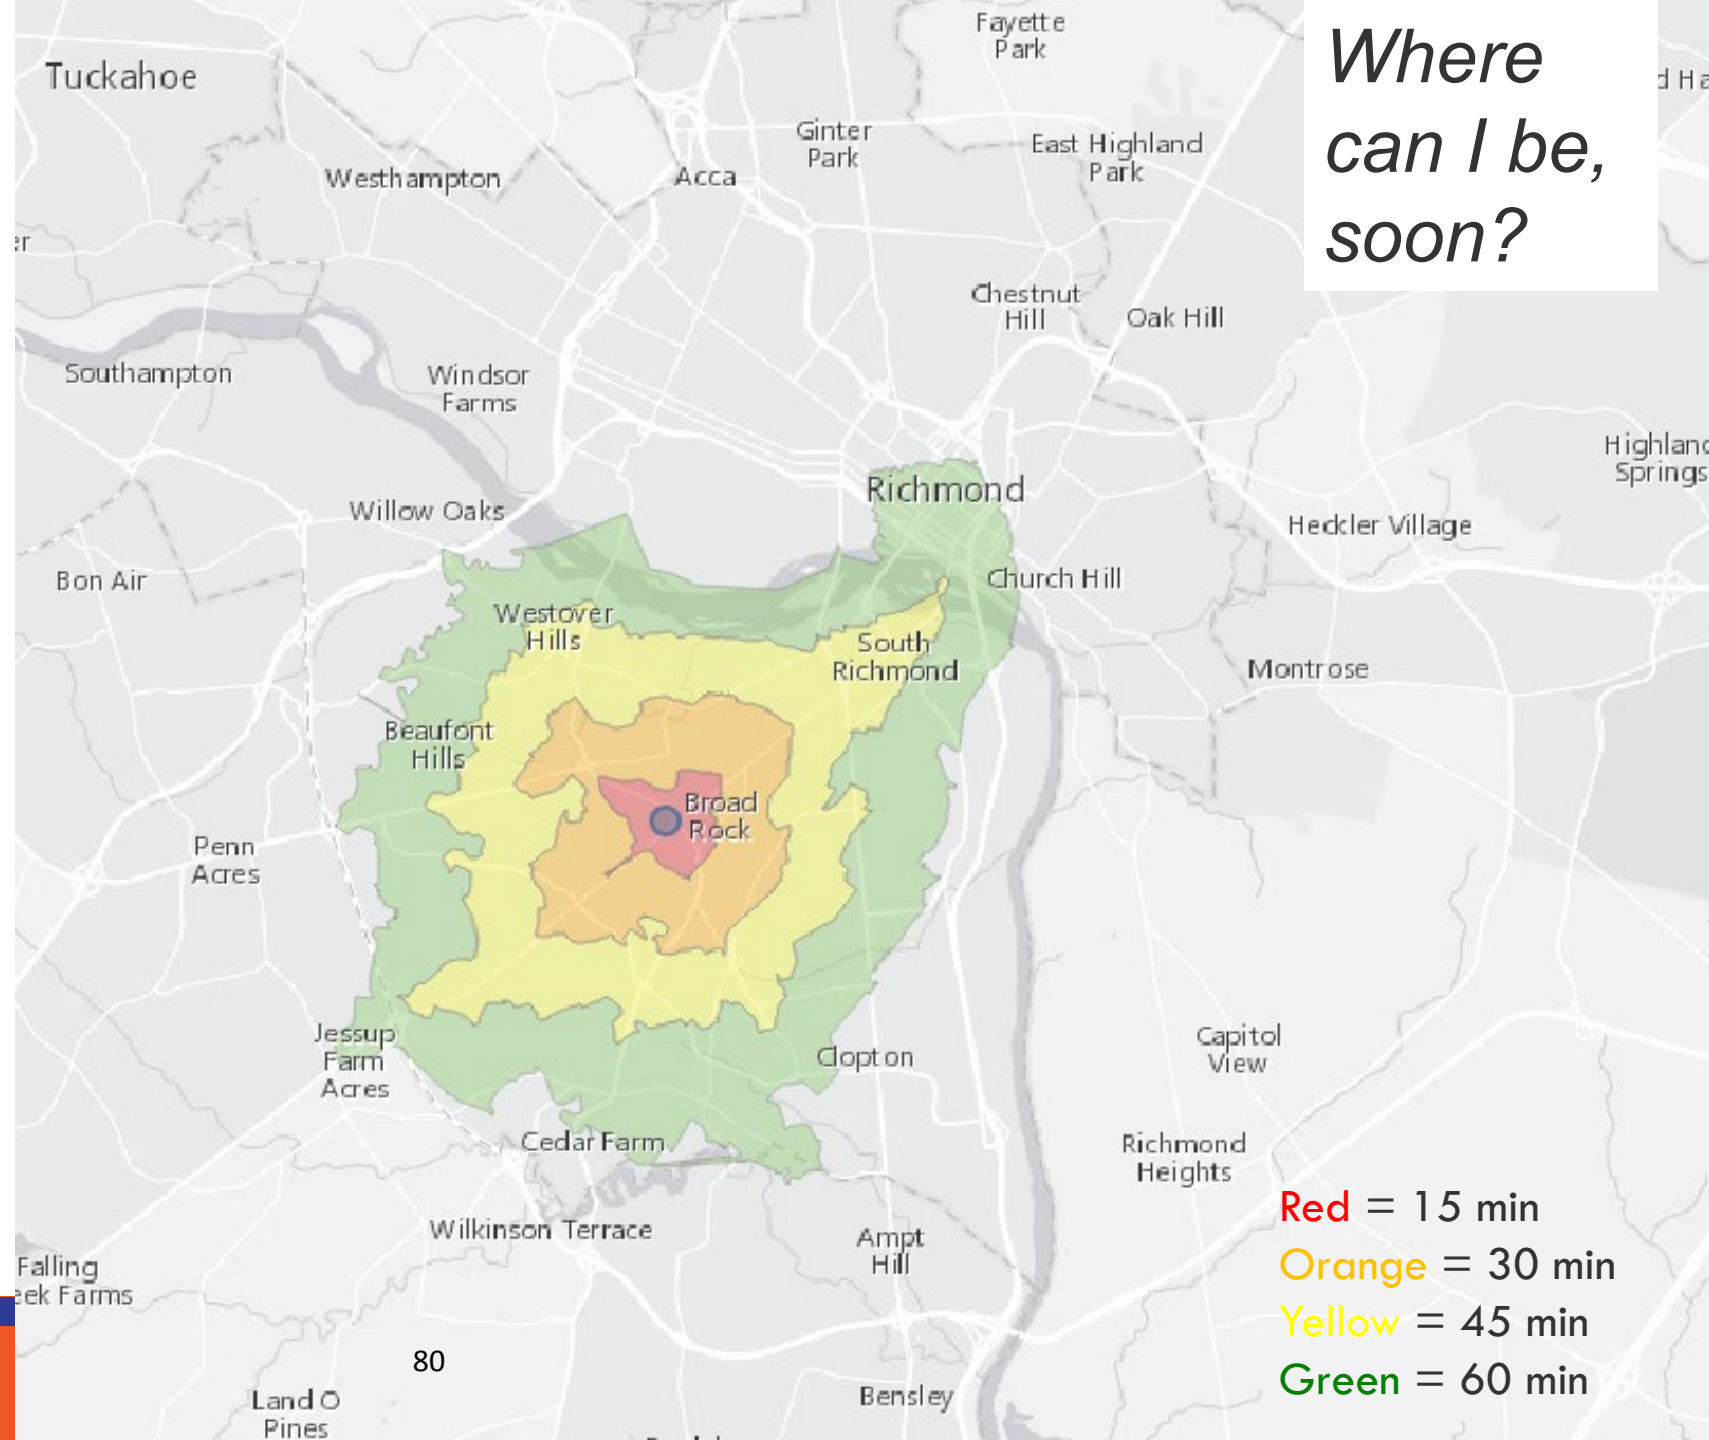 Where
can I be,
soon?
Fayette
Park
Tuckahoe
Ginter
Park
East Highland
Park
Westhampton
Acca
Chestnut
Hill
Oak Hill
Southampton
Windsor
Farms
Highland
Springs
Richmond
Willow Oaks
Heckler Village
Bon Air
Church Hill
Westover
Hills
South
Richmond
Montrose
Beaufont
Hills
Broad
Rock
Penn
Acres
Jessup
Farm
Acres
Clopton
Capitol
View
Cedar Farm
Richmond
Heights
Wilkinson Terrace
Ampt
Hill
Falling
eek Farms
Red = 15 min
Orange = 30 min
Yellow = 45 min
Green = 60 min
80
Land O
Pines
Bensley